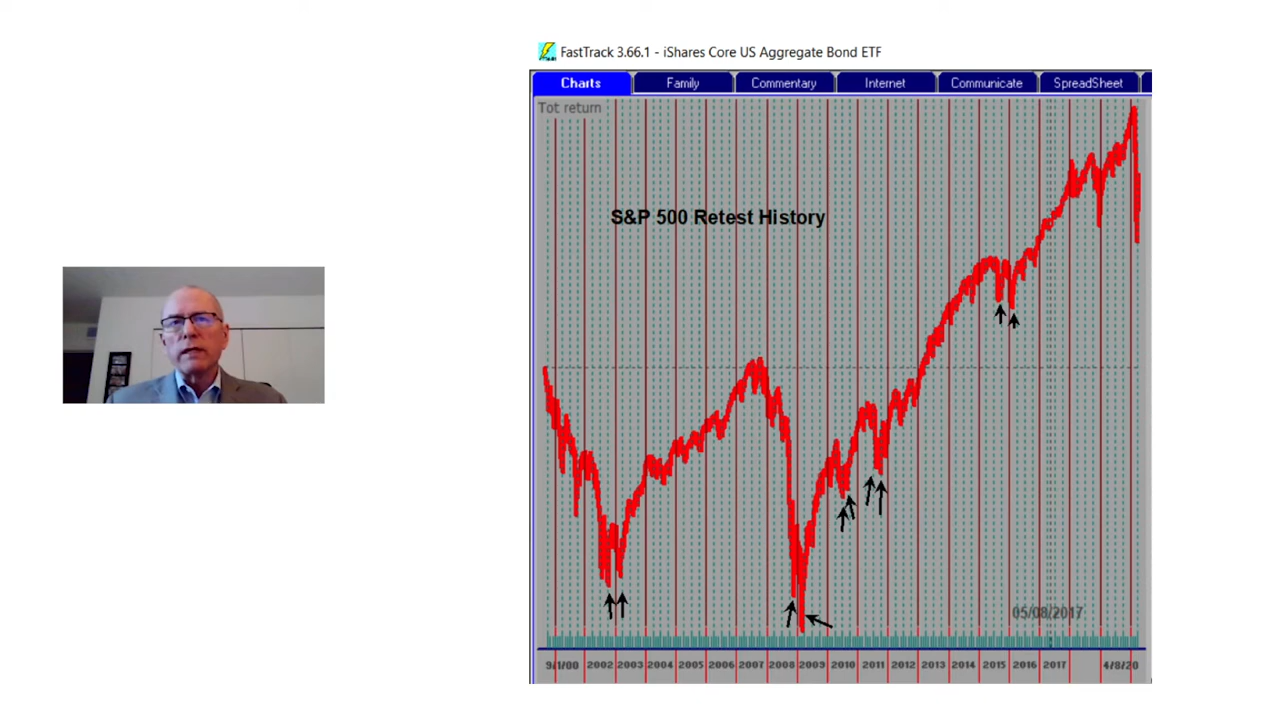 FastTrack 3.66.1 - iShares Core US Aggregate Bond ETF
Charts Family Commentary Internet Communicate SpreadSheet
Tot return
S&P 500 Retest History
05/08/2017
9/1/00 2002 2003 2004 2005 2006 2007 2008 2009 2010 2011 2012 2013 2014 2015 2016 2017 4/8/20